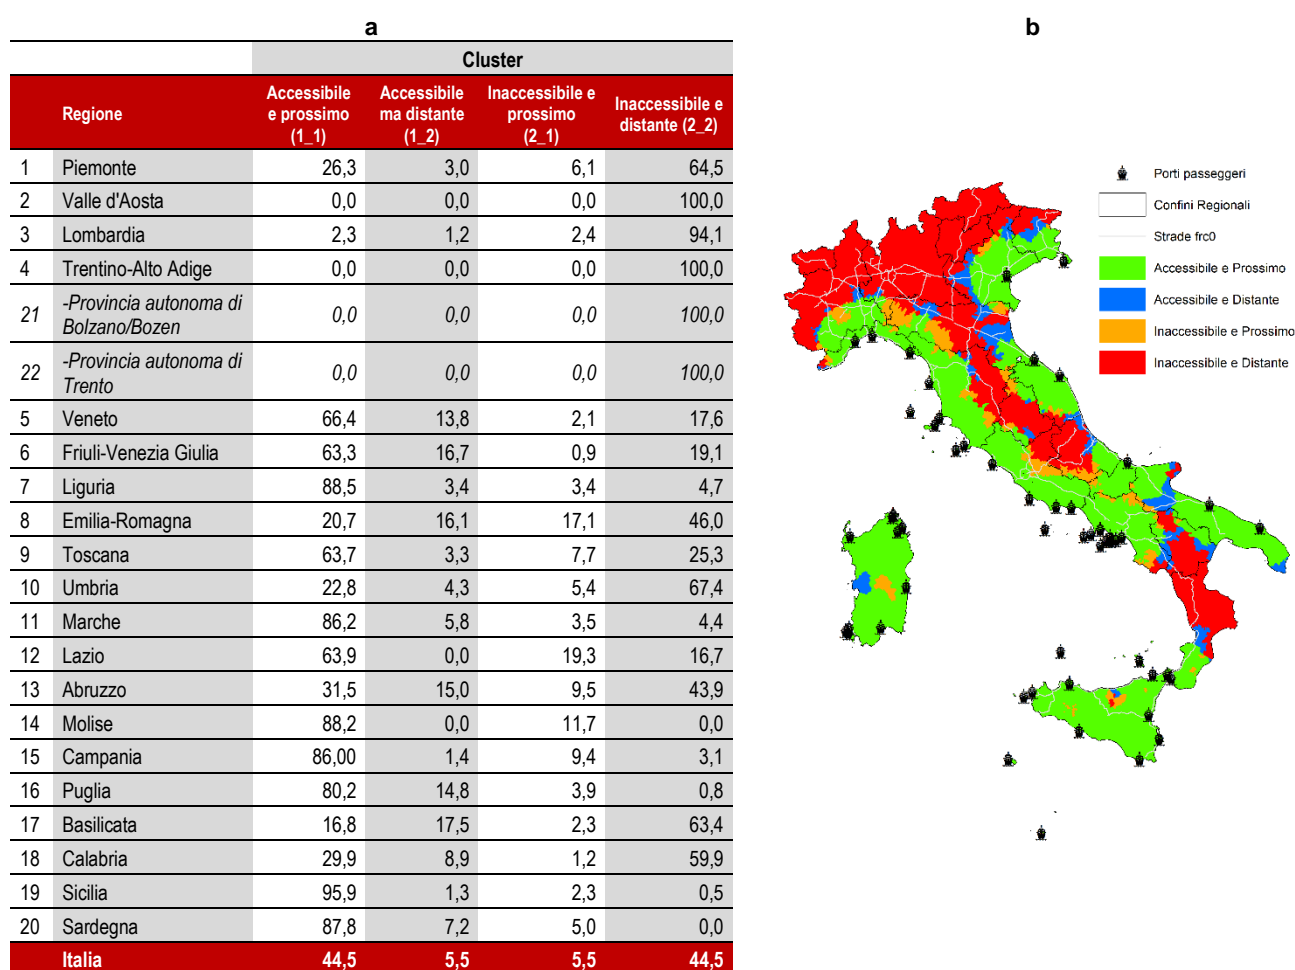 a
Cluster
Regione
Accessibile
e prossimo
(1_1)
Accessibile
ma distante
(1_2)
Inaccessibile e
prossimo
(2_1)
Inaccessibile e
distante (2_2)
1 Piemonte 26,3 3,0 6,1 64,5
2 Valle d'Aosta 0,0 0,0 0,0 100,0
3 Lombardia 2,3 1,2 2,4 94,1
4 Trentino-Alto Adige 0,0 0,0 0,0 100,0
21 -Provincia autonoma di
Bolzano/Bozen 0,0 0,0 0,0 100,0
22 -Provincia autonoma di
Trento 0,0 0,0 0,0 100,0
5 Veneto 66,4 13,8 2,1 17,6
6 Friuli-Venezia Giulia 63,3 16,7 0,9 19,1
7 Liguria 88,5 3,4 3,4 4,7
8 Emilia-Romagna 20,7 16,1 17,1 46,0
9 Toscana 63,7 3,3 7,7 25,3
10 Umbria 22,8 4,3 5,4 67,4
11 Marche 86,2 5,8 3,5 4,4
12 Lazio 63,9 0,0 19,3 16,7
13 Abruzzo 31,5 15,0 9,5 43,9
14 Molise 88,2 0,0 11,7 0,0
15 Campania 86,00 1,4 9,4 3,1
16 Puglia 80,2 14,8 3,9 0,8
17 Basilicata 16,8 17,5 2,3 63,4
18 Calabria 29,9 8,9 1,2 59,9
19 Sicilia 95,9 1,3 2,3 0,5
20 Sardegna 87,8 7,2 5,0 0,0
Italia 44,5 5,5 5,5 44,5
b
Porti passeggeri
Confini Regionali
Strade frc0
Accessibile e Prossimo
Accessibile e Distante
Inaccessibile e Prossimo
Inaccessibile e Distante